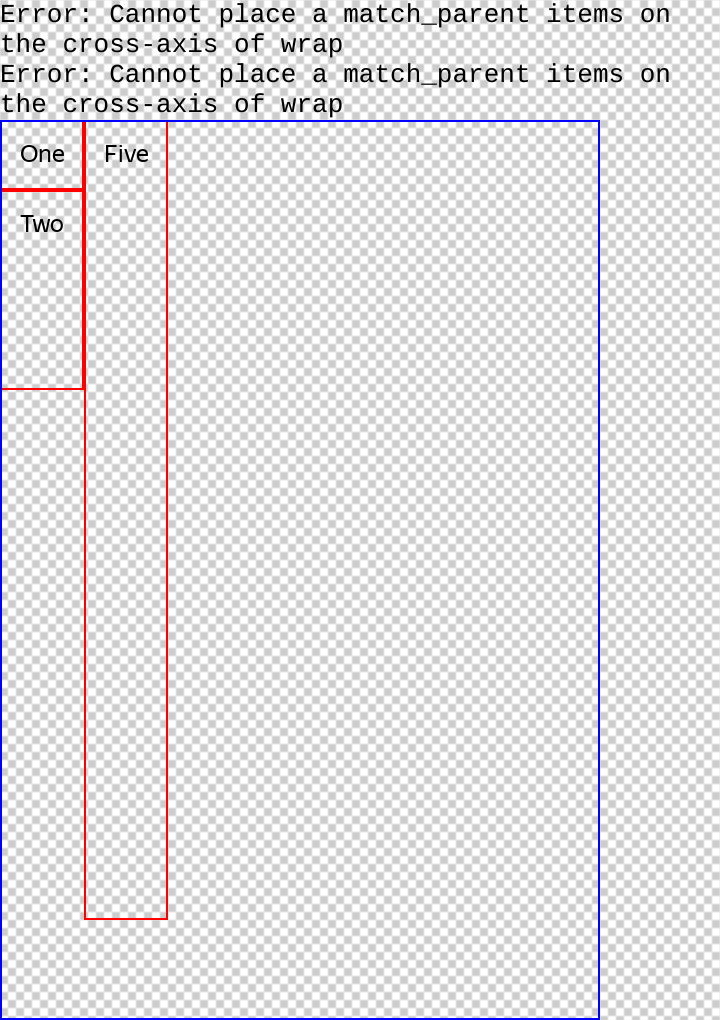 Error: Cannot place a match_parent items on
the cross-axis of wrap
Error: Cannot place a match_parent items on
the cross-axis of wrap
One
Five
Two